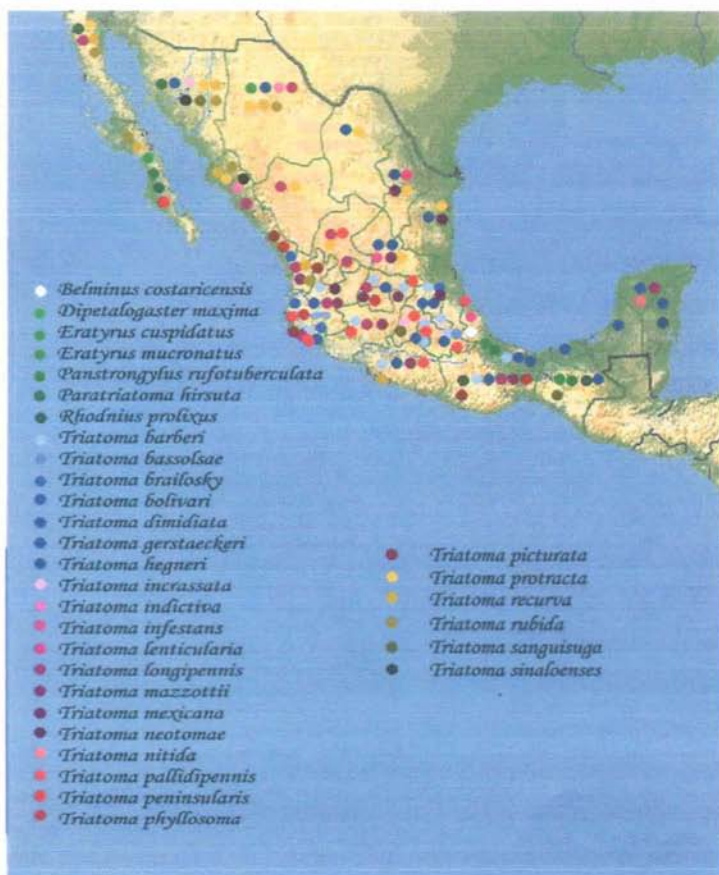 Belminus costaricensis
Dipetalogaster maxima
Eratyrus cuspidatus
Eratyrus mucronatus
Panstrongylus rufotuberculata
Paratriatoma hirsuta
Rhodnius prolixus
Triatoma barberi
Triatoma bassolsae
Triatoma brailosky
Triatoma bolivari
Triatoma dimidiata
Triatoma gerstaeckeri
Triatoma hegneri
Triatoma incrassata
Triatoma indictiva
Triatoma infestans
Triatoma lenticularia
Triatoma longipennis
Triatoma mazzottii
Triatoma mexicana
Triatoma neotomae
Triatoma nitida
Triatoma pallidipennis
Triatoma peninsularis
Triatoma phyllosoma
Triatoma picturata
Triatoma protracta
Triatoma recurva
Triatoma rubida
Triatoma sanguisuga
Triatoma sinaloenses